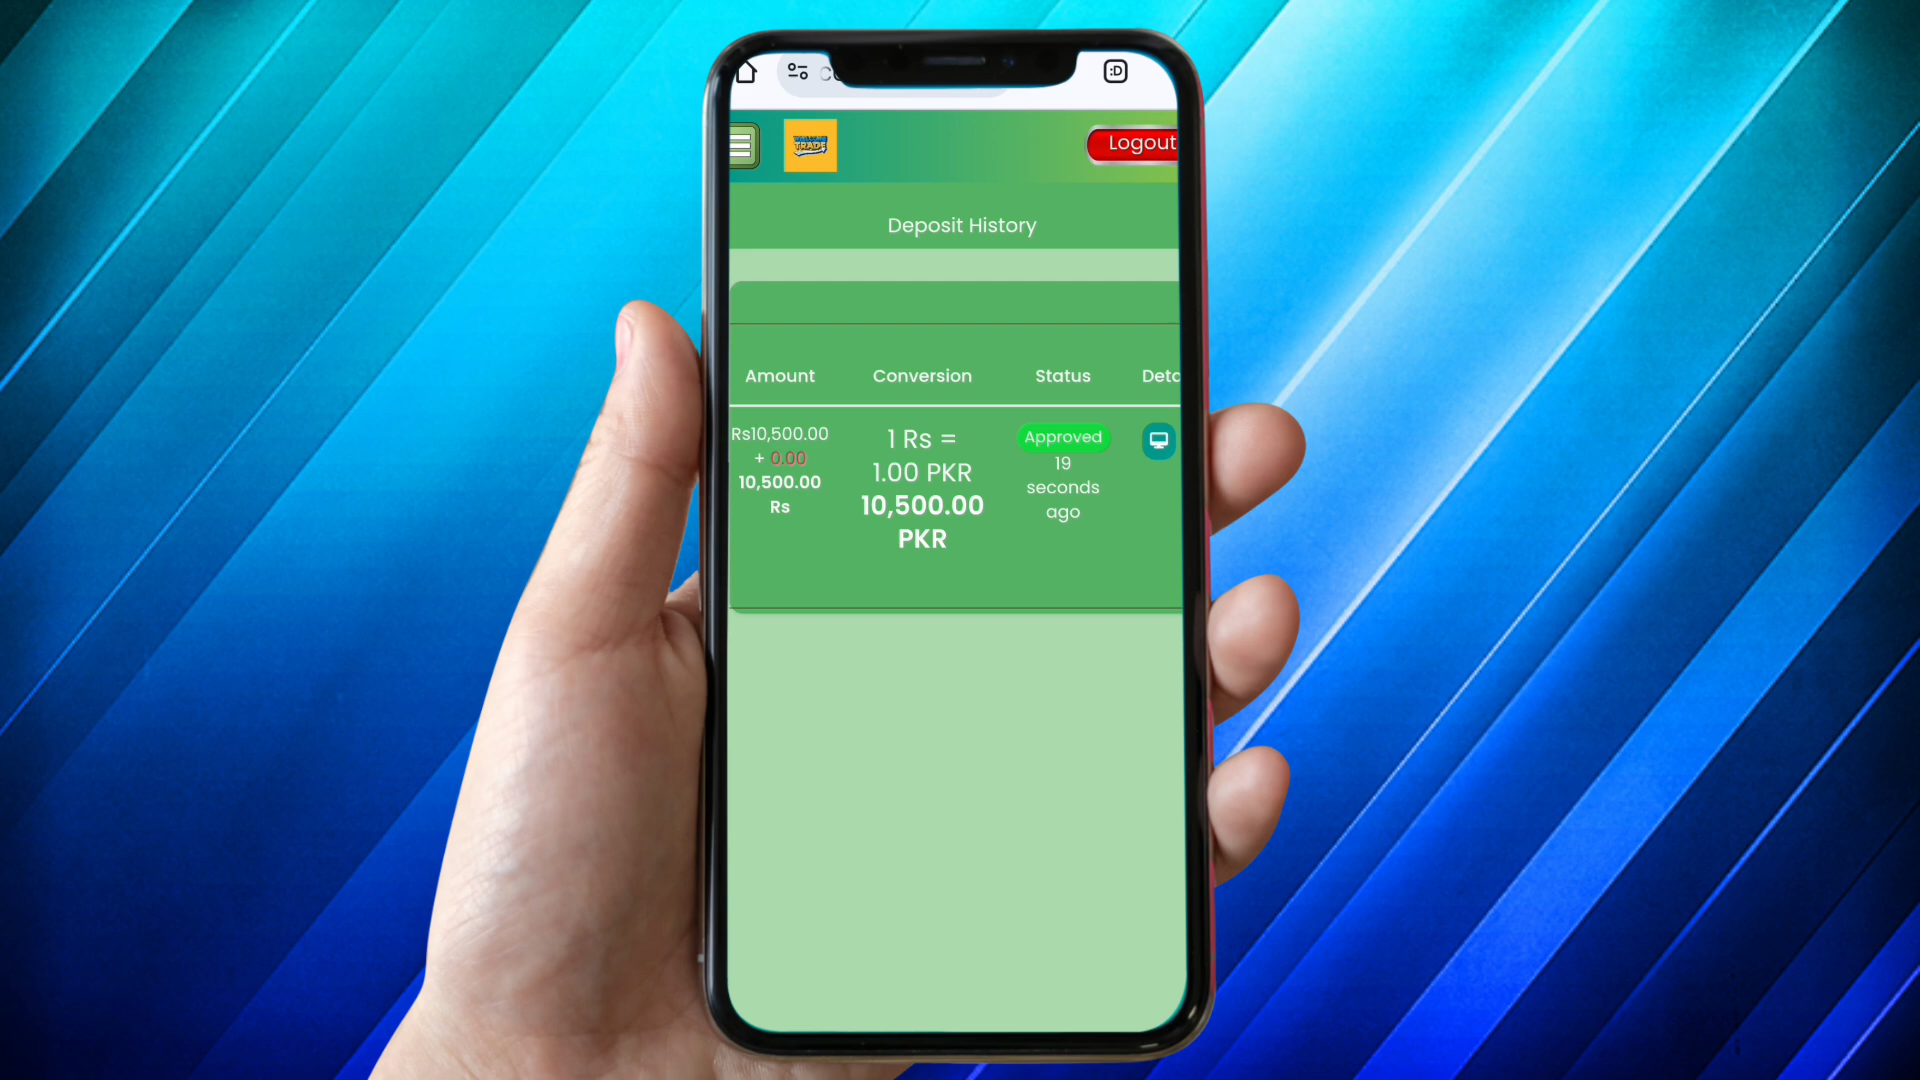 :D
TRADE
Logout
Deposit History
Amount Conversion Status
Rs10,500.00
+ 0.00
10,500.00
Rs
1 Rs =
1.00 PKR
10,500.00
PKR
Approved
19
seconds
ago